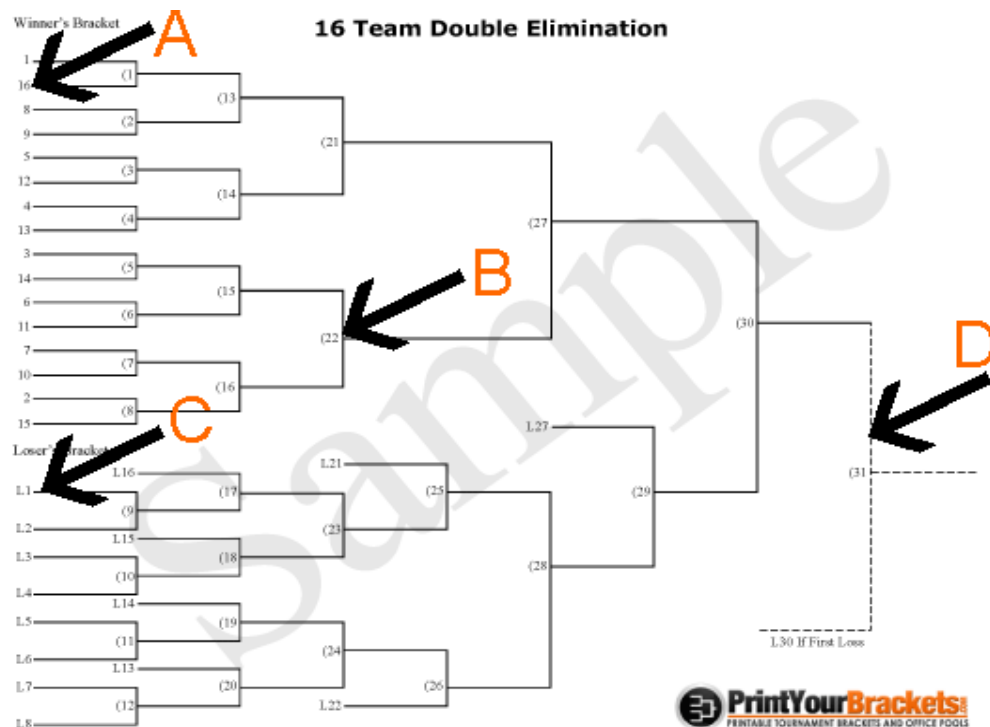 Winner's Bracket
16 Team Double Elimination
A
1
(1
16
(13
8
(2
9
(21
5
(3
12
(14
4
(4
13
(27
3
(5
14
(15
B
6
(6
11
(22
(30
7
(7
10
(16
D
2
(8
15
C
L27
Loser's Bracket
L16
L21
L1
(17
(25
(29
(31
(9
L2
(23
L15
L3
(18
(28
(10
L4
L14
L5
(19
(11
L30 If First Loss
L6
(24
L13
L7
(20
(26
(12
L22
L8
Sample
PrintYourBrackets.com
PRINTABLE TOURNAMENT BRACKETS AND OFFICE POOLS